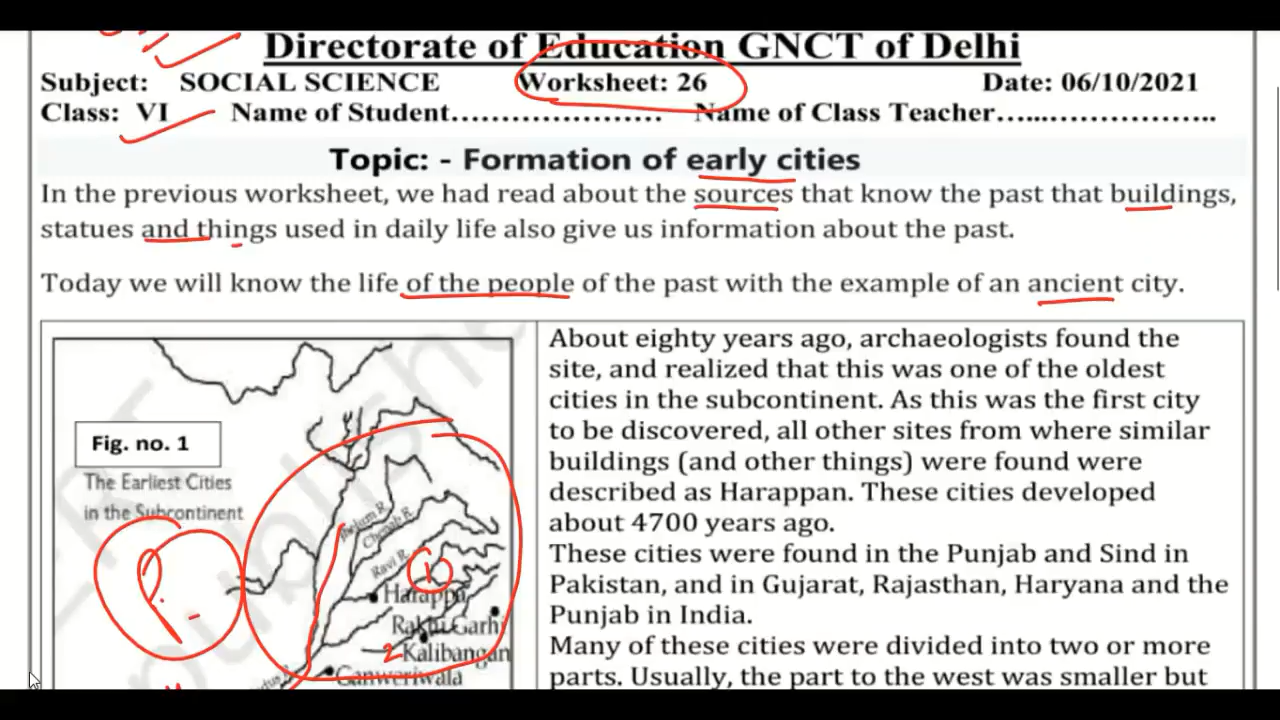 Directorate of Education GNCT of Delhi
Subject: SOCIAL SCIENCE Worksheet: 26 Date: 06/10/2021
Class: VI Name of Student………………… Name of Class Teacher…...……………..
Topic: - Formation of early cities
In the previous worksheet, we had read about the sources that know the past that buildings,
statues and things used in daily life also give us information about the past.
Today we will know the life of the people of the past with the example of an ancient city.
Fig. no. 1
The Earliest Cities
in the Subcontinent
Jhelum R.
Chenab R.
Ravi R.
1
Harappa
Rakhi Garhi
2 Kalibangan
Ganweriwala
P.
About eighty years ago, archaeologists found the
site, and realized that this was one of the oldest
cities in the subcontinent. As this was the first city
to be discovered, all other sites from where similar
buildings (and other things) were found were
described as Harappan. These cities developed
about 4700 years ago.
These cities were found in the Punjab and Sind in
Pakistan, and in Gujarat, Rajasthan, Haryana and the
Punjab in India.
Many of these cities were divided into two or more
parts. Usually, the part to the west was smaller but